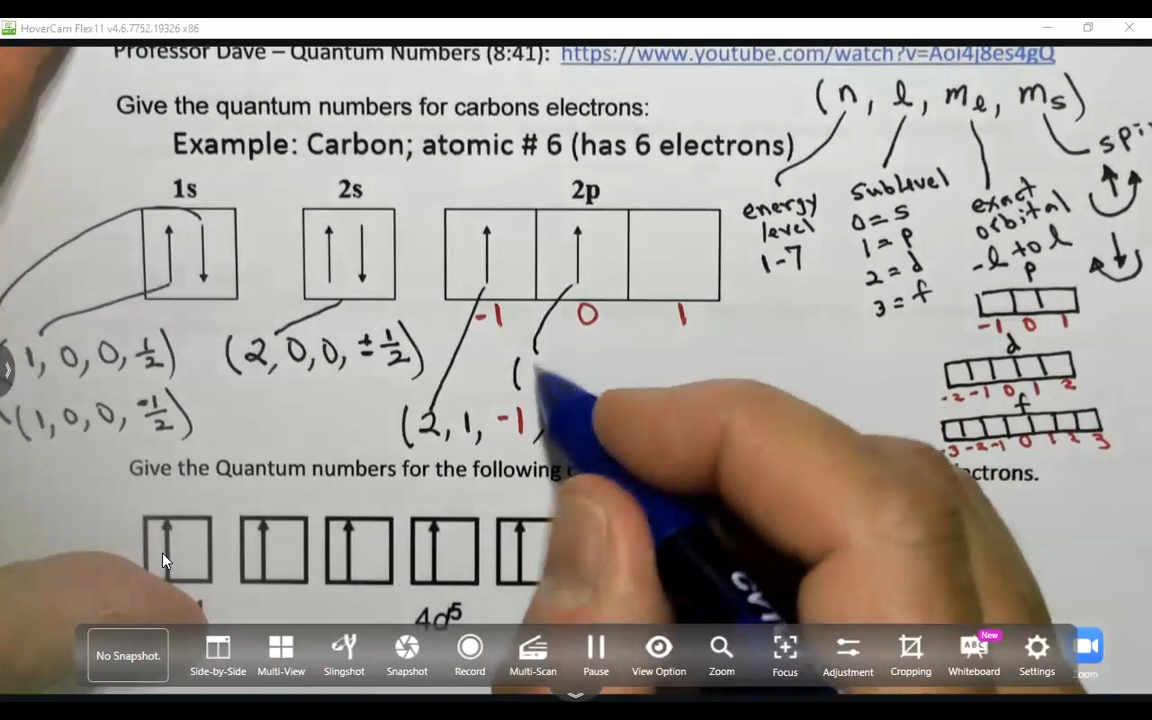 HoverCam Flex11 v4.6.7752.19326 x86
Professor Dave – Quantum Numbers (8:41): https://www.youtube.com/watch?v=Aoi4j8es4gQ
Give the quantum numbers for carbons electrons:
(n, l, mℓ, ms)
Example: Carbon; atomic # 6 (has 6 electrons)
1s 2s 2p
energy level 1-7
sublevel
0 = s
1 = p
2 = d
3 = f
exact
orbital
-l to l
p
-1 0 1
d
-2 -1 0 1 2
f
-3 -2 -1 0 1 2 3
-1 0 1
1, 0, 0, 1/2)
(1, 0, 0, -1/2)
(2, 0, 0, ± 1/2)
(2, 1, -1,
(
Give the Quantum numbers for the following
4d⁵
No Snapshot.
Side-by-Side
Multi-View
Slingshot
Snapshot
Record
Multi-Scan
Pause
View Option
Zoom
Focus
Adjustment
Cropping
New
ABC
Whiteboard
Settings
Zoom